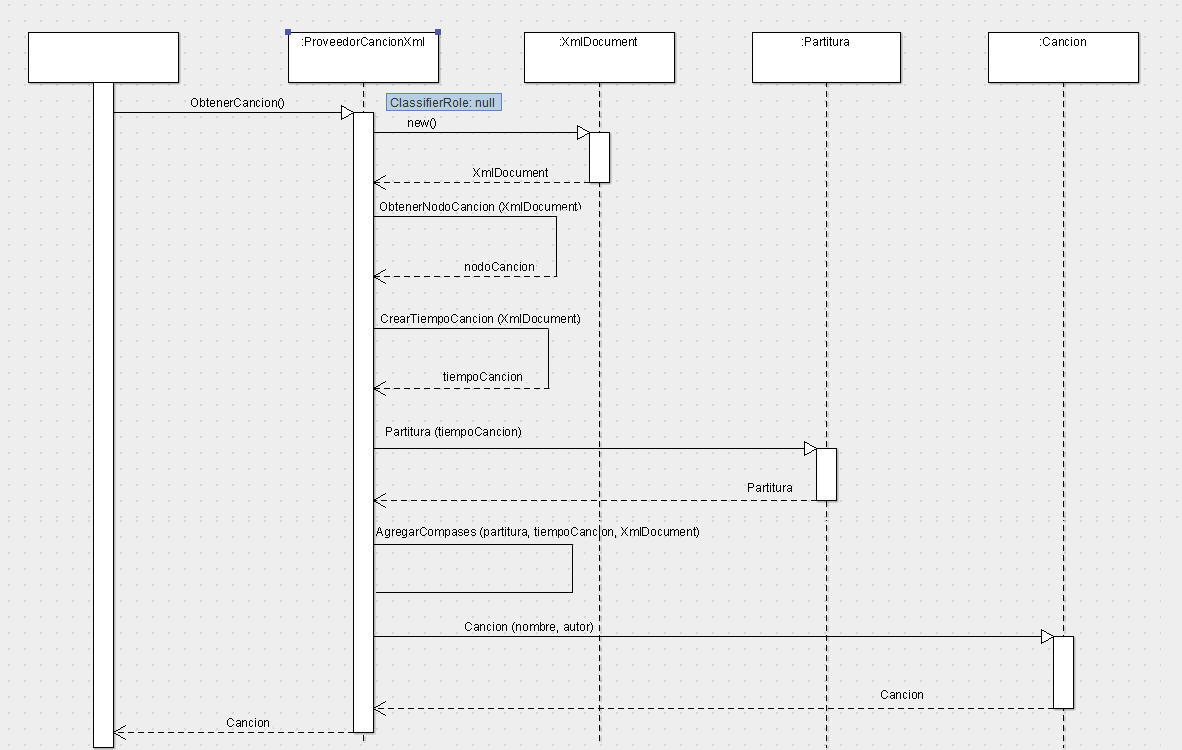 :ProveedorCancionXml
:XmlDocument
:Partitura
:Cancion
ObtenerCancion()
ClassifierRole: null
new()
XmlDocument
ObtenerNodoCancion (XmlDocument)
nodoCancion
CrearTiempoCancion (XmlDocument)
tiempoCancion
Partitura (tiempoCancion)
Partitura
AgregarCompases (partitura, tiempoCancion, XmlDocument)
Cancion (nombre, autor)
Cancion
Cancion